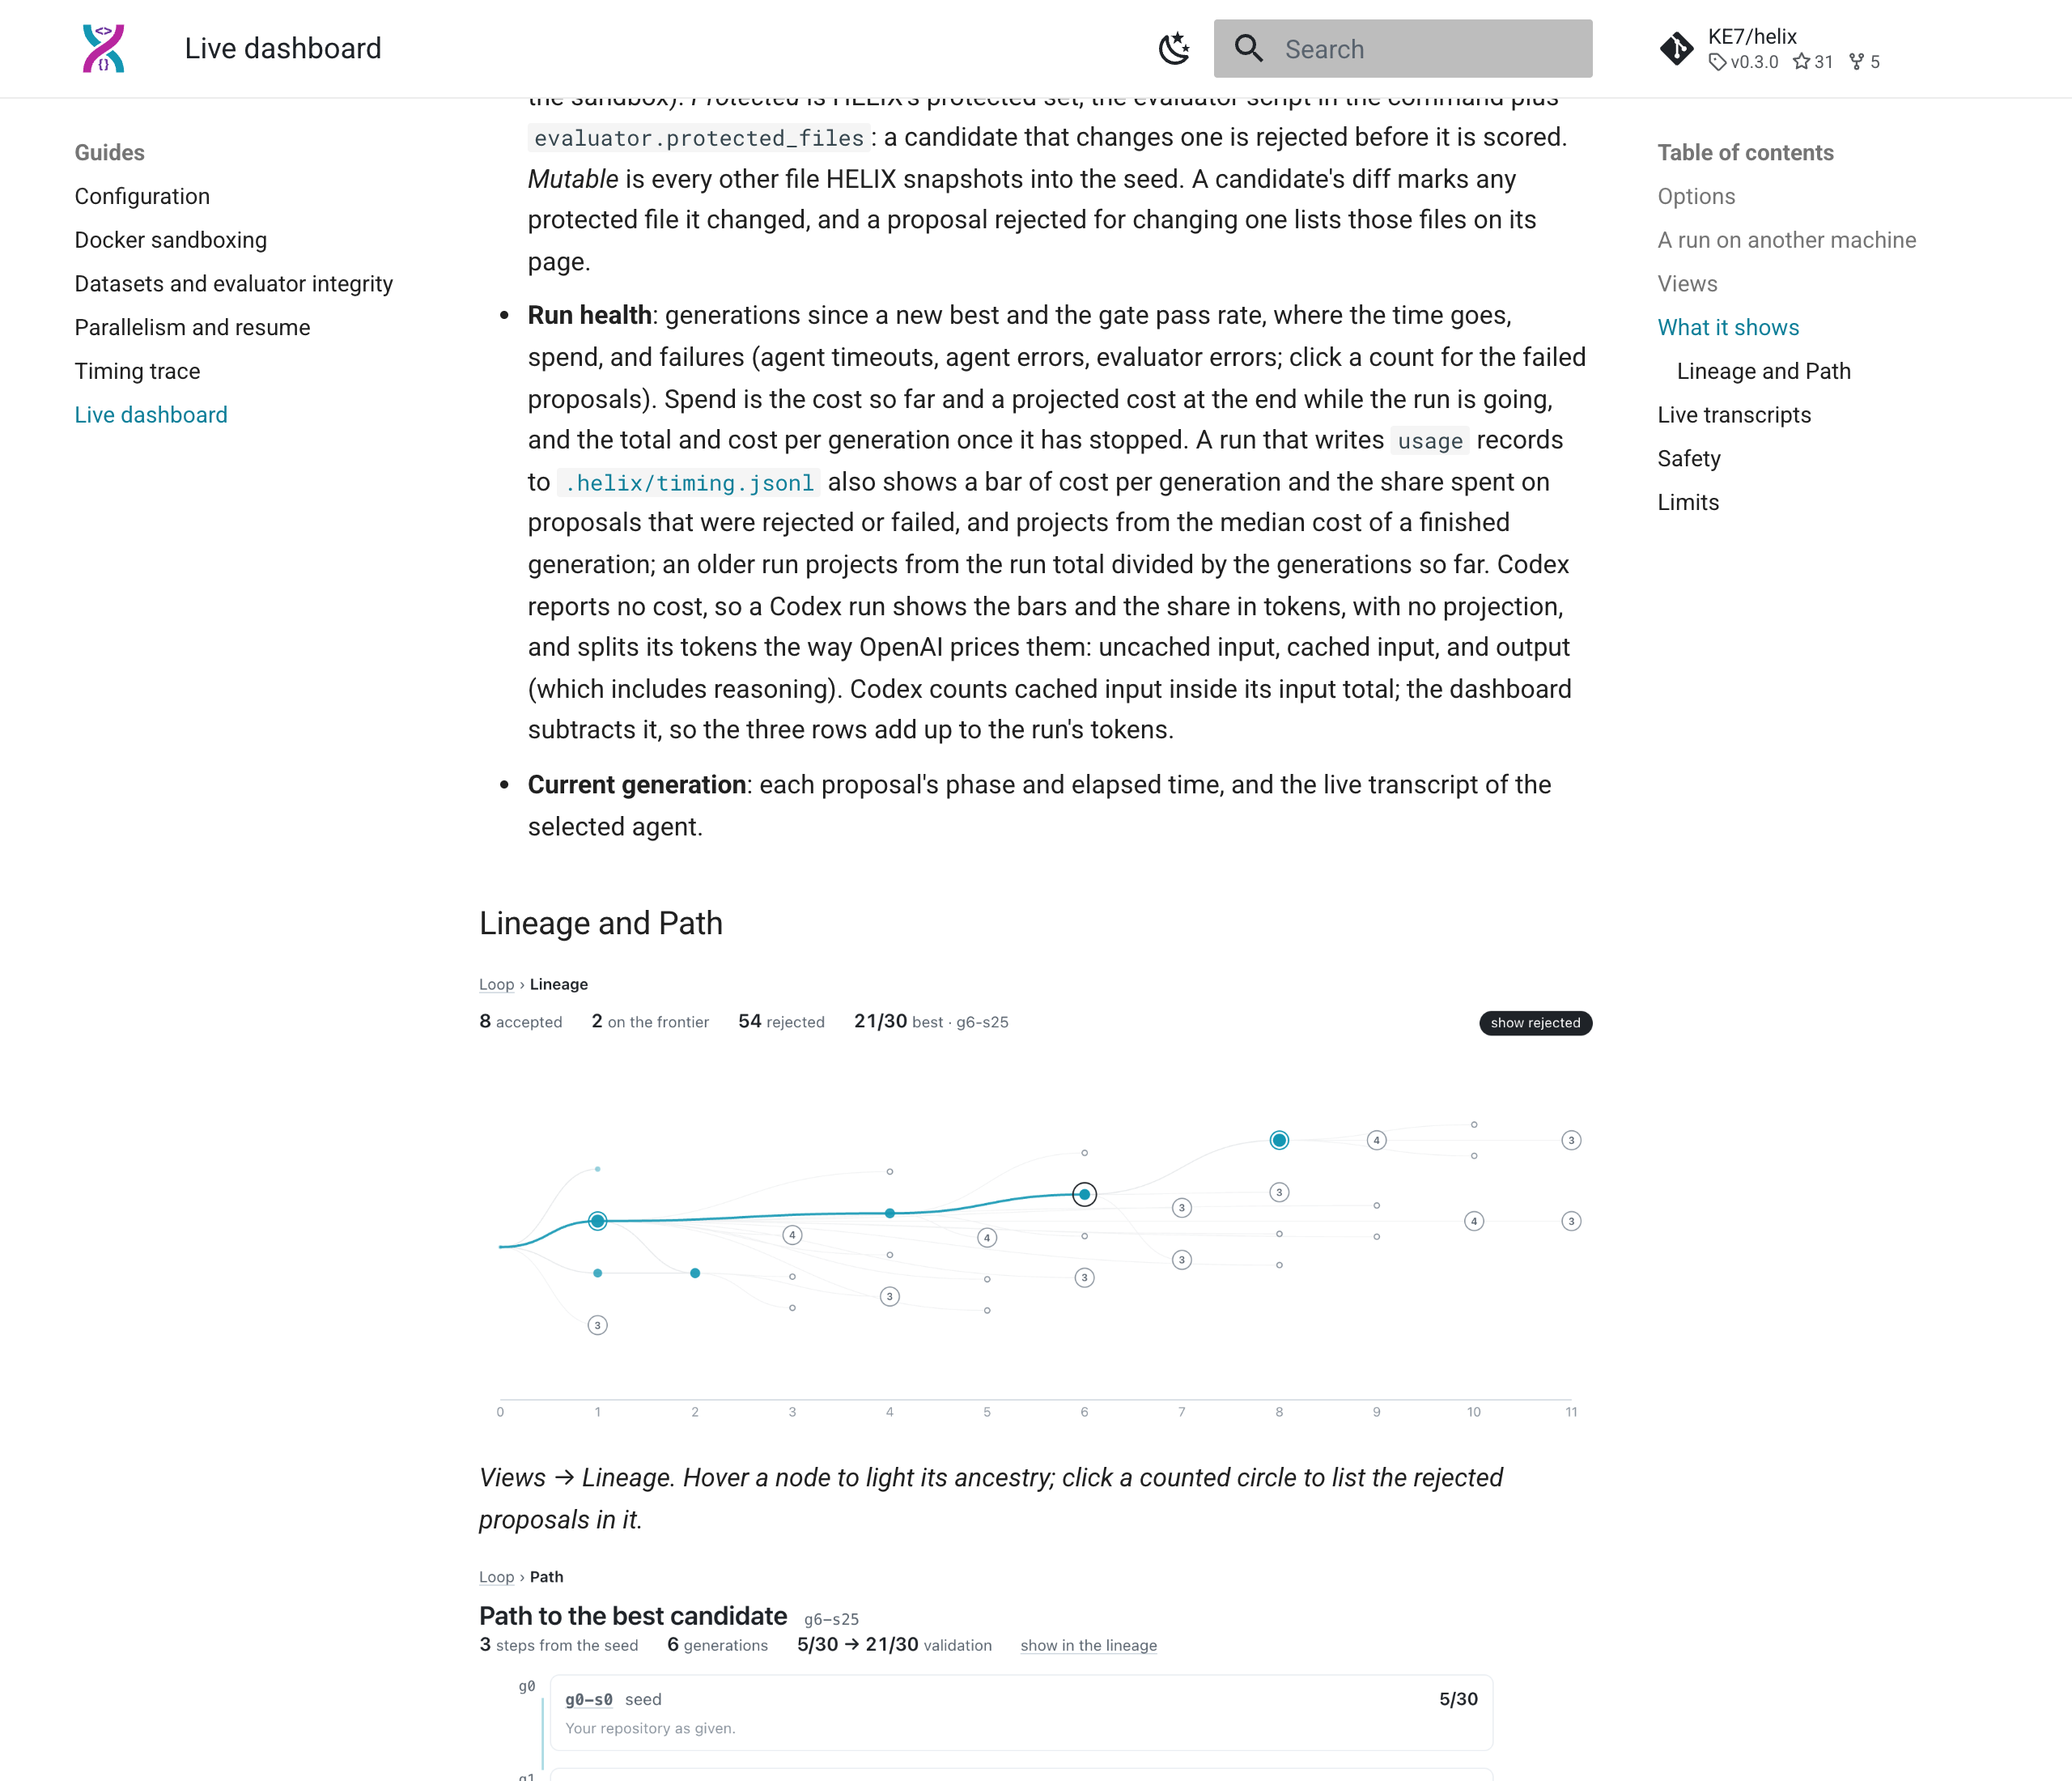 Live dashboard
Search
KE7/helix
v0.3.0 31 5
Guides
Configuration
Docker sandboxing
Datasets and evaluator integrity
Parallelism and resume
Timing trace
Live dashboard
the sandbox). Protected is HELIX's protected set, the evaluator script in the command plus
evaluator.protected_files: a candidate that changes one is rejected before it is scored.
Mutable is every other file HELIX snapshots into the seed. A candidate's diff marks any
protected file it changed, and a proposal rejected for changing one lists those files on its
page.
• Run health: generations since a new best and the gate pass rate, where the time goes,
spend, and failures (agent timeouts, agent errors, evaluator errors; click a count for the failed
proposals). Spend is the cost so far and a projected cost at the end while the run is going,
and the total and cost per generation once it has stopped. A run that writes usage records
to .helix/timing.jsonl also shows a bar of cost per generation and the share spent on
proposals that were rejected or failed, and projects from the median cost of a finished
generation; an older run projects from the run total divided by the generations so far. Codex
reports no cost, so a Codex run shows the bars and the share in tokens, with no projection,
and splits its tokens the way OpenAI prices them: uncached input, cached input, and output
(which includes reasoning). Codex counts cached input inside its input total; the dashboard
subtracts it, so the three rows add up to the run's tokens.
• Current generation: each proposal's phase and elapsed time, and the live transcript of the
selected agent.
Lineage and Path
Loop › Lineage
8 accepted 2 on the frontier 54 rejected 21/30 best · g6-s25
show rejected
4 3
3
3
4 4 3
4
3
3
3
3
0 1 2 3 4 5 6 7 8 9 10 11
Views → Lineage. Hover a node to light its ancestry; click a counted circle to list the rejected
proposals in it.
Loop › Path
Path to the best candidate g6-s25
3 steps from the seed 6 generations 5/30 → 21/30 validation show in the lineage
g0
g0-s0 seed 5/30
Your repository as given.
g1
Table of contents
Options
A run on another machine
Views
What it shows
Lineage and Path
Live transcripts
Safety
Limits